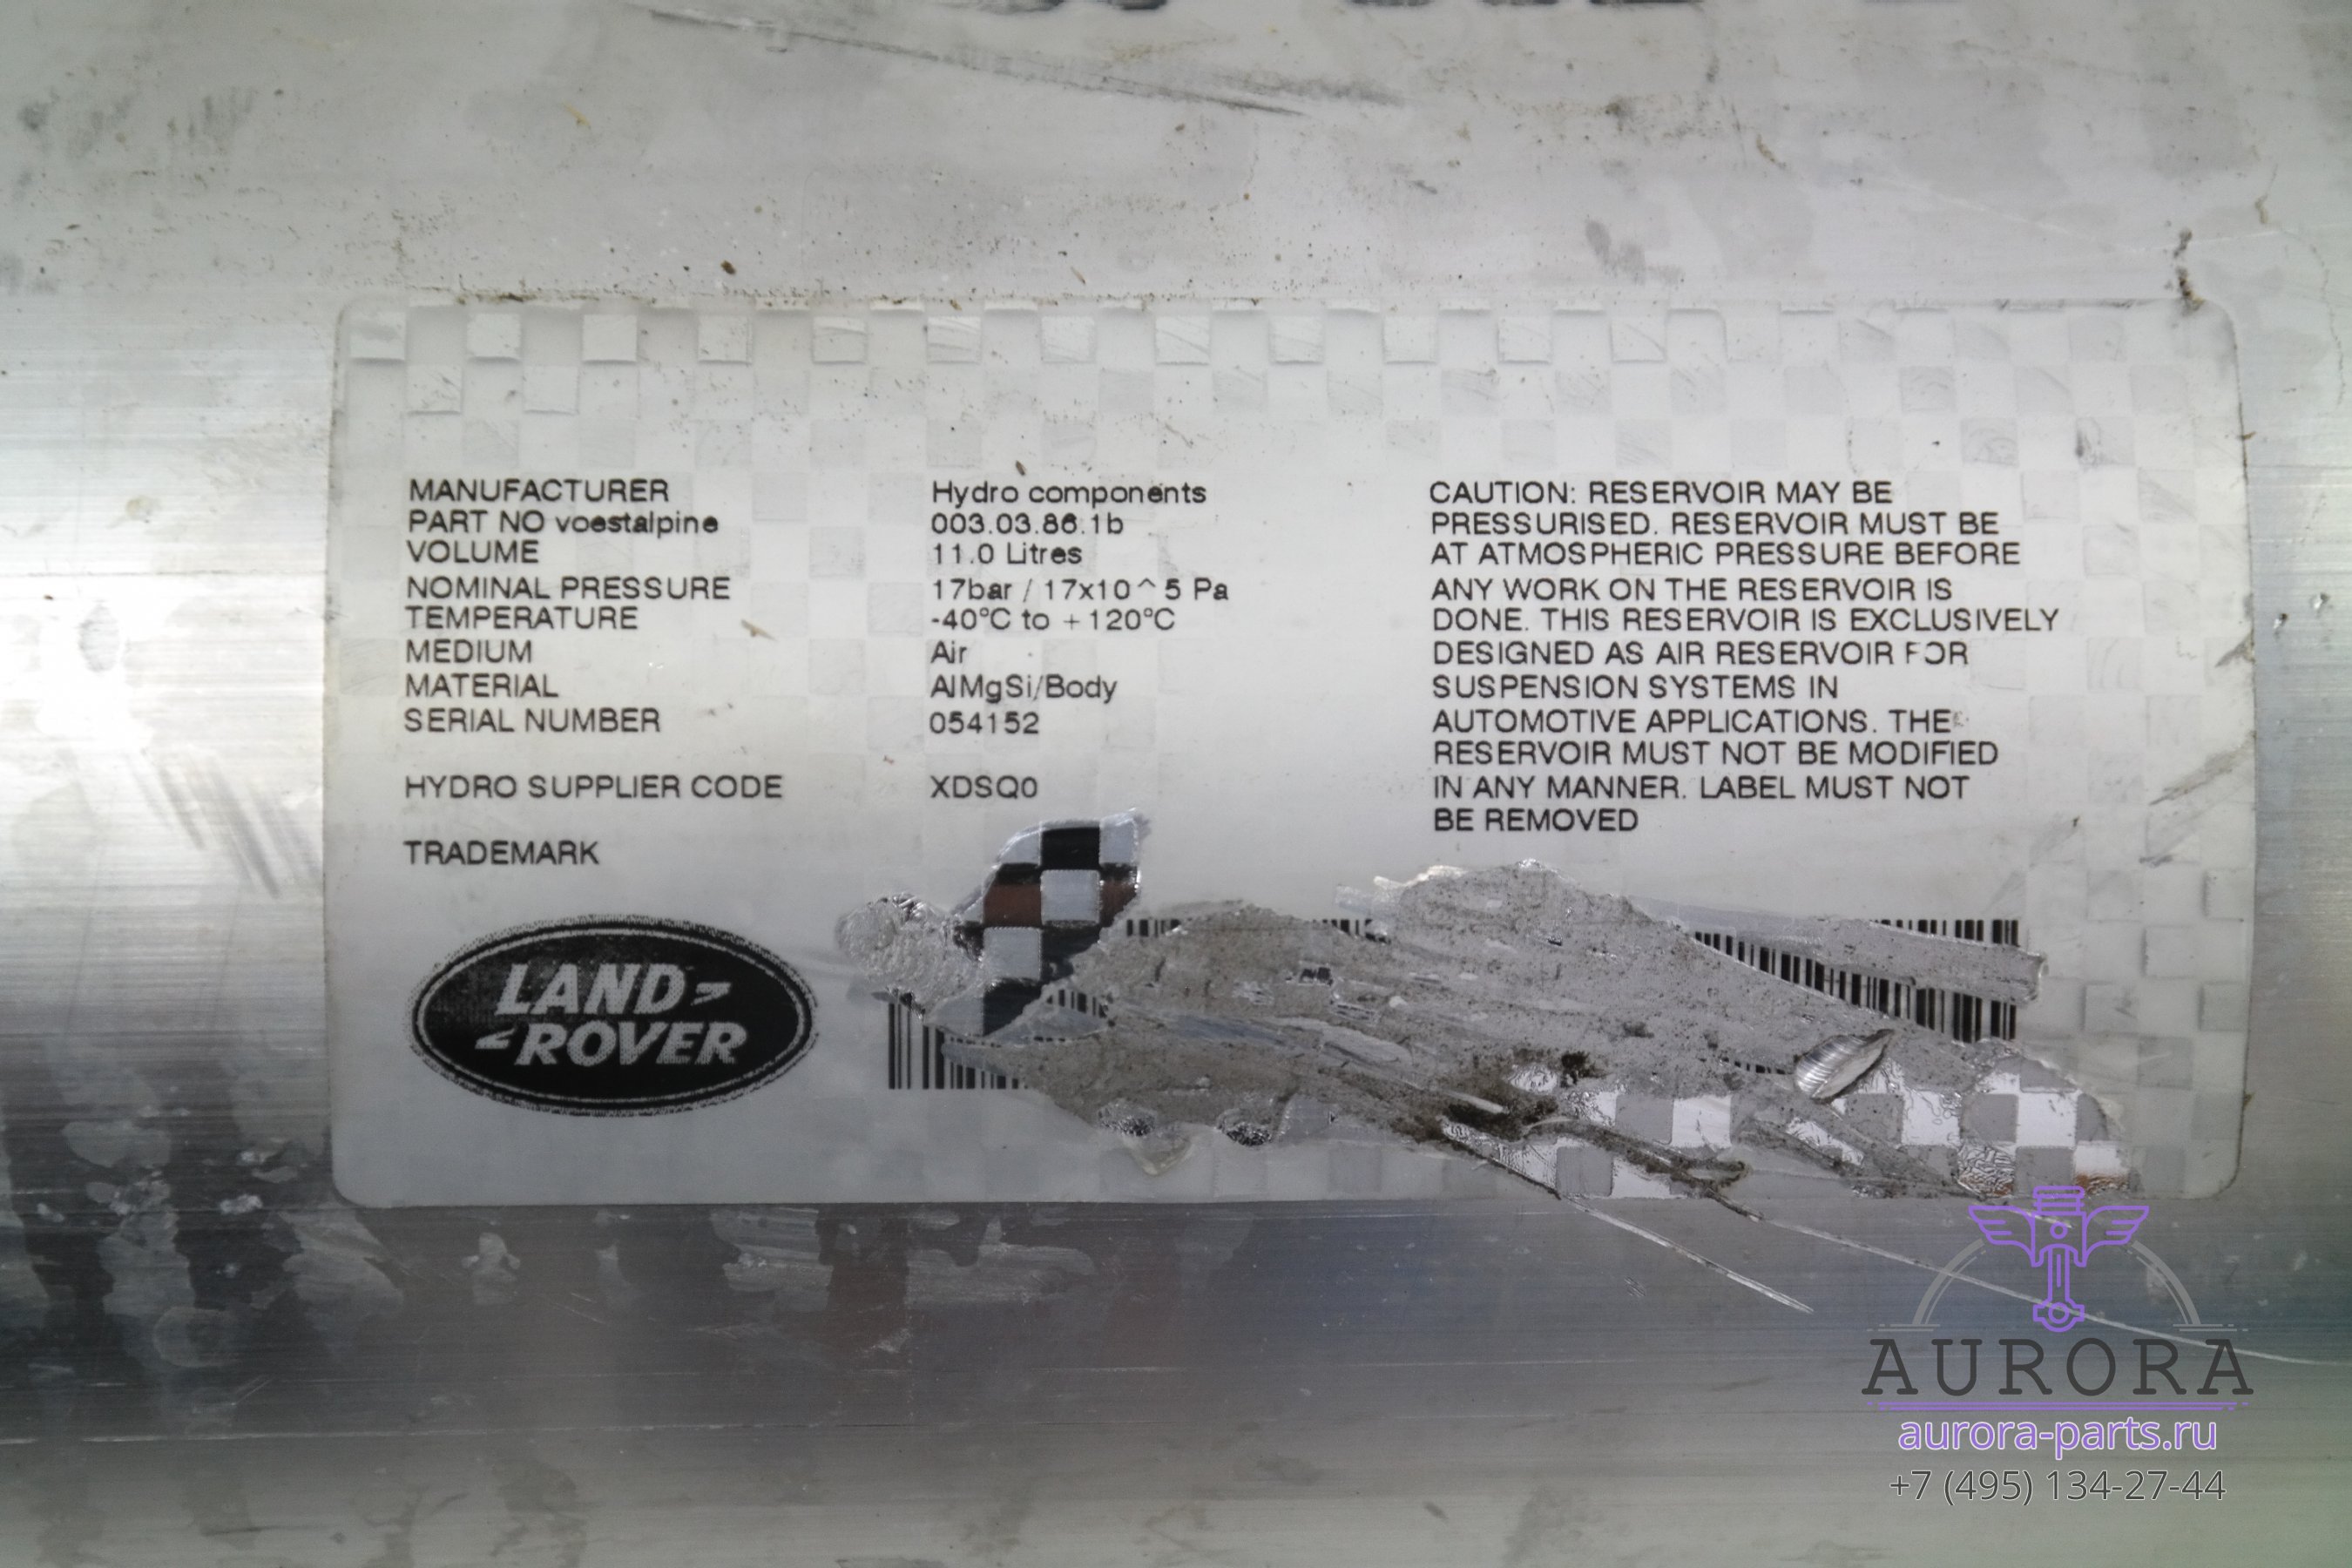 MANUFACTURER Hydro components
PART NO voestalpine 003.03.86.1b
VOLUME 11.0 Litres
NOMINAL PRESSURE 17bar / 17x10^5 Pa
TEMPERATURE -40°C to +120°C
MEDIUM Air
MATERIAL AlMgSi/Body
SERIAL NUMBER 054152
HYDRO SUPPLIER CODE XDSQ0
TRADEMARK
LAND
ROVER
CAUTION: RESERVOIR MAY BE
PRESSURISED. RESERVOIR MUST BE
AT ATMOSPHERIC PRESSURE BEFORE
ANY WORK ON THE RESERVOIR IS
DONE. THIS RESERVOIR IS EXCLUSIVELY
DESIGNED AS AIR RESERVOIR FOR
SUSPENSION SYSTEMS IN
AUTOMOTIVE APPLICATIONS. THE
RESERVOIR MUST NOT BE MODIFIED
IN ANY MANNER. LABEL MUST NOT
BE REMOVED
AURORA
aurora-parts.ru
+7 (495) 134-27-44